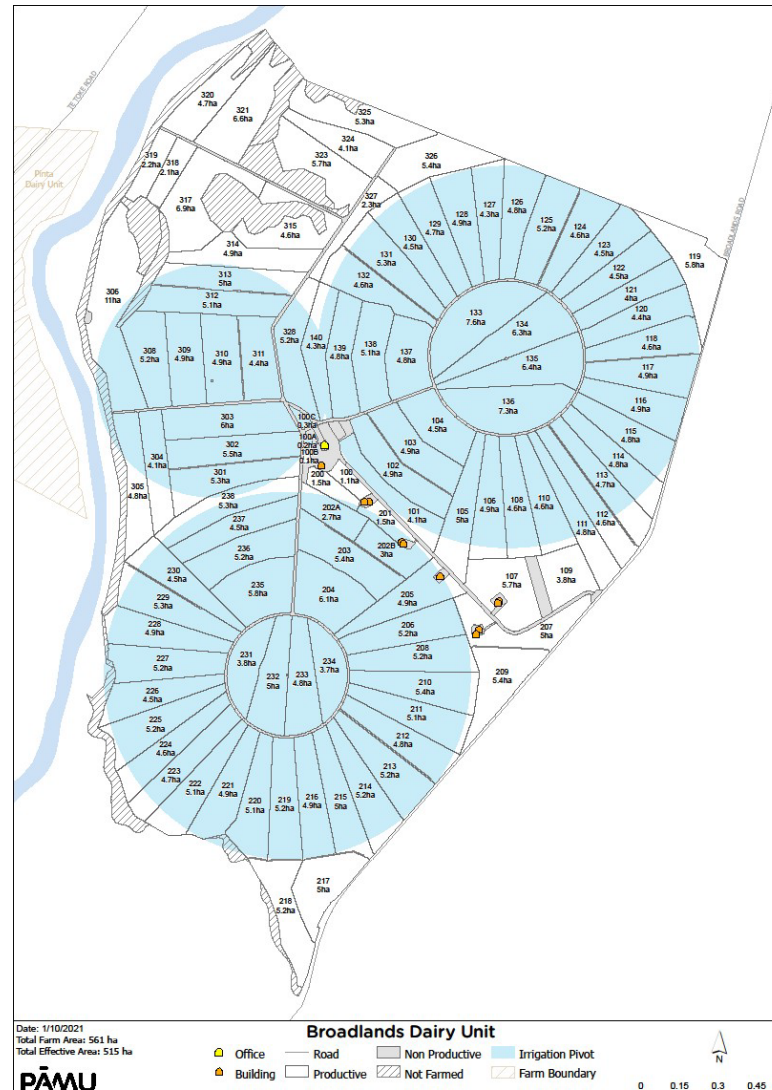 TE TOKE ROAD
320
4.7ha
321
6.6ha
325
5.3ha
324
4.1ha
323
5.7ha
326
5.4ha
319
2.2ha
318
2.1ha
317
6.9ha
327
2.3ha
315
4.6ha
314
4.9ha
Pinta
Dairy Unit
BROADLANDS ROAD
306
11ha
313
5ha
312
5.1ha
308
5.2ha
309
4.9ha
310
4.9ha
311
4.4ha
328
5.2ha
132
4.6ha
131
5.3ha
130
4.5ha
129
4.7ha
128
4.9ha
127
4.3ha
126
4.8ha
125
5.2ha
124
4.6ha
123
4.5ha
122
4.5ha
121
4ha
120
4.4ha
119
5.8ha
118
4.6ha
117
4.9ha
116
4.9ha
115
4.8ha
114
4.8ha
113
4.7ha
112
4.6ha
111
4.8ha
110
4.6ha
108
4.6ha
106
4.9ha
105
5ha
133
7.6ha
134
6.3ha
135
6.4ha
136
7.3ha
140
4.3ha
139
4.8ha
138
5.1ha
137
4.8ha
104
4.5ha
103
4.9ha
102
4.9ha
101
4.1ha
100C
0.3ha
100A
0.2ha
100B
1.1ha
100
1.1ha
200
1.5ha
303
6ha
302
5.5ha
301
5.3ha
304
4.1ha
305
4.8ha
238
5.3ha
237
4.5ha
236
5.2ha
235
5.8ha
202A
2.7ha
201
1.5ha
202B
3ha
203
5.4ha
204
6.1ha
205
4.9ha
206
5.2ha
208
5.2ha
210
5.4ha
211
5.1ha
212
4.8ha
213
5.2ha
214
5.2ha
215
5ha
216
4.9ha
219
5.2ha
220
5.1ha
221
4.9ha
222
5.1ha
223
4.7ha
224
4.6ha
225
5.2ha
226
4.5ha
227
5.2ha
228
4.9ha
229
5.3ha
230
4.5ha
231
3.8ha
232
5ha
233
4.8ha
234
3.7ha
107
5.7ha
109
3.8ha
207
5ha
209
5.4ha
217
5ha
218
5.2ha
Date: 1/10/2021
Total Farm Area: 561 ha
Total Effective Area: 515 ha
PĀMU
Broadlands Dairy Unit
Office
Road
Non Productive
Irrigation Pivot
Building
Productive
Not Farmed
Farm Boundary
N
0 0.15 0.3 0.45